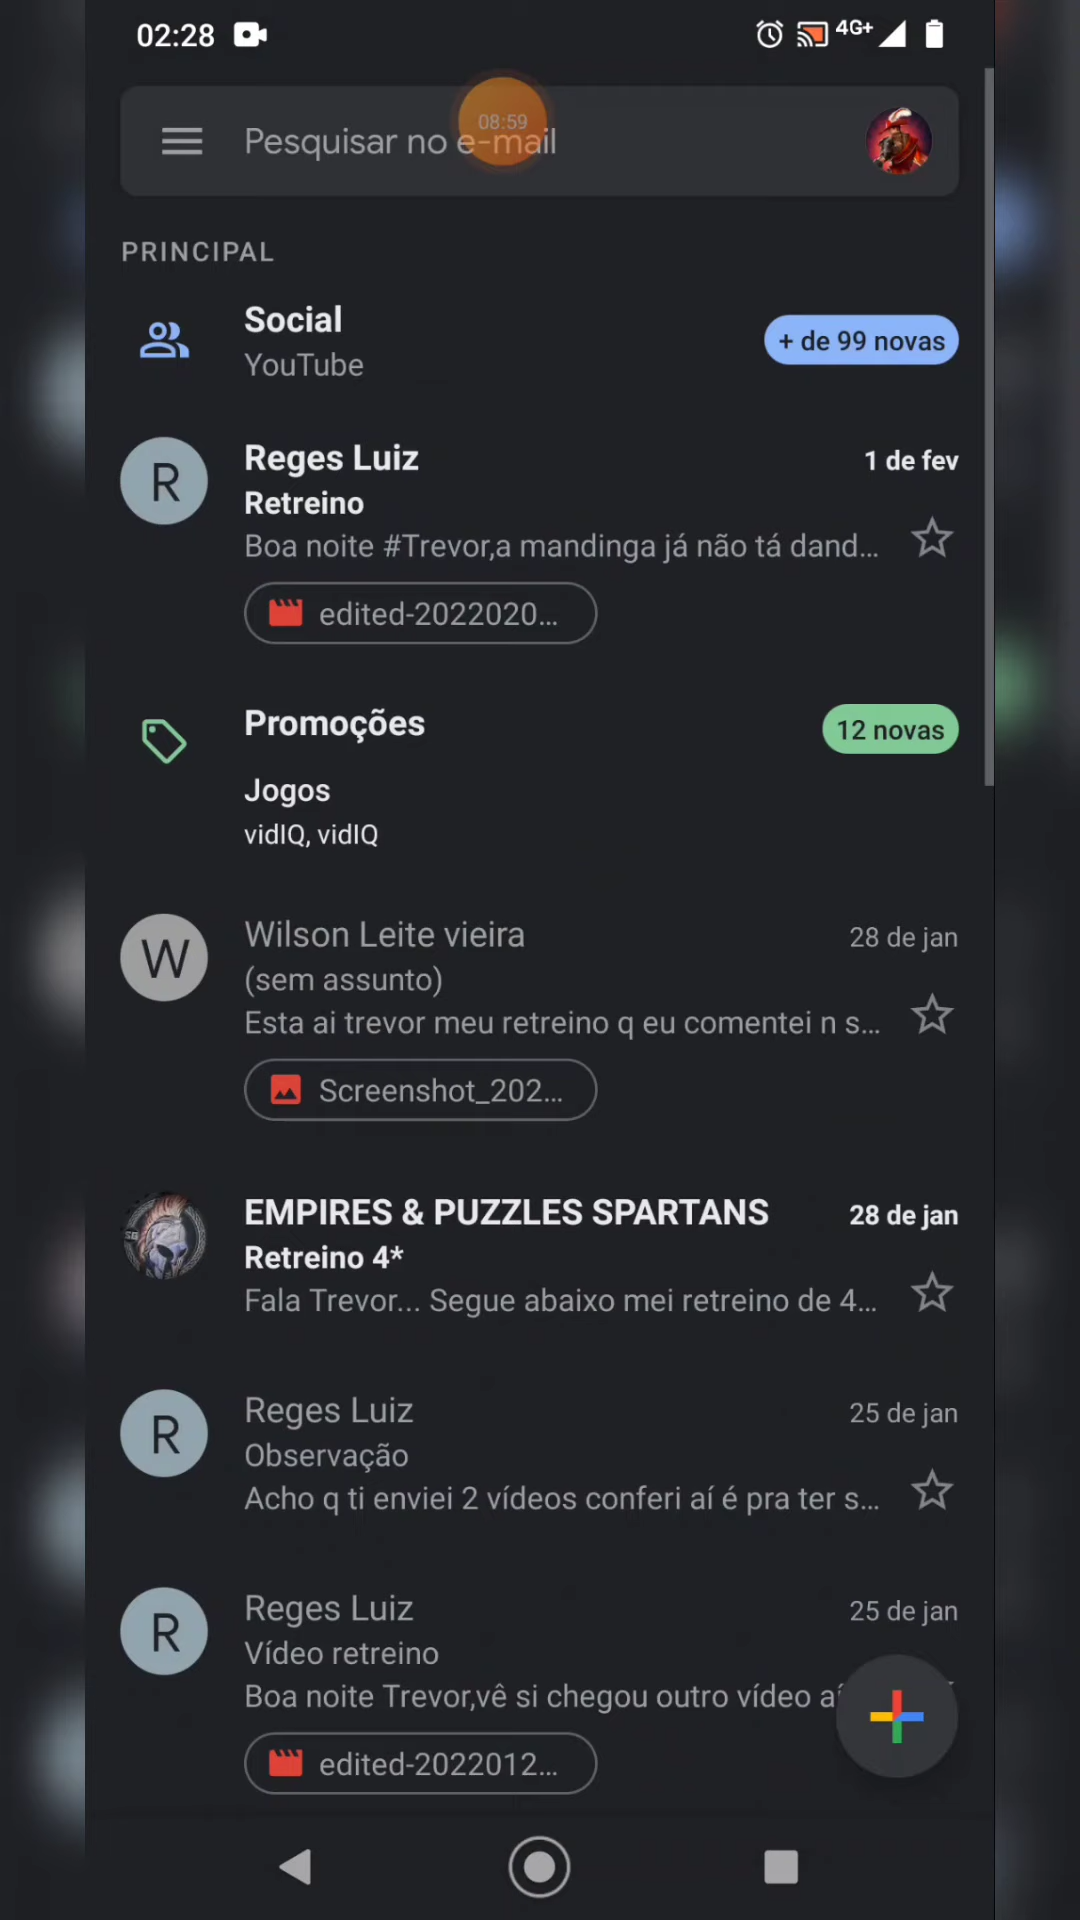 02:28
4G+
08:59
Pesquisar no e-mail
PRINCIPAL
Social
+ de 99 novas
YouTube
Reges Luiz
1 de fev
Retreino
Boa noite #Trevor,a mandinga já não tá dand...
edited-2022020...
Promoções
12 novas
Jogos
vidIQ, vidIQ
W
Wilson Leite vieira
28 de jan
(sem assunto)
Esta ai trevor meu retreino q eu comentei n s...
Screenshot_202...
EMPIRES & PUZZLES SPARTANS
28 de jan
Retreino 4*
Fala Trevor... Segue abaixo mei retreino de 4...
R
Reges Luiz
25 de jan
Observação
Acho q ti enviei 2 vídeos conferi aí é pra ter s...
R
Reges Luiz
25 de jan
Vídeo retreino
Boa noite Trevor,vê si chegou outro vídeo aí
edited-2022012...